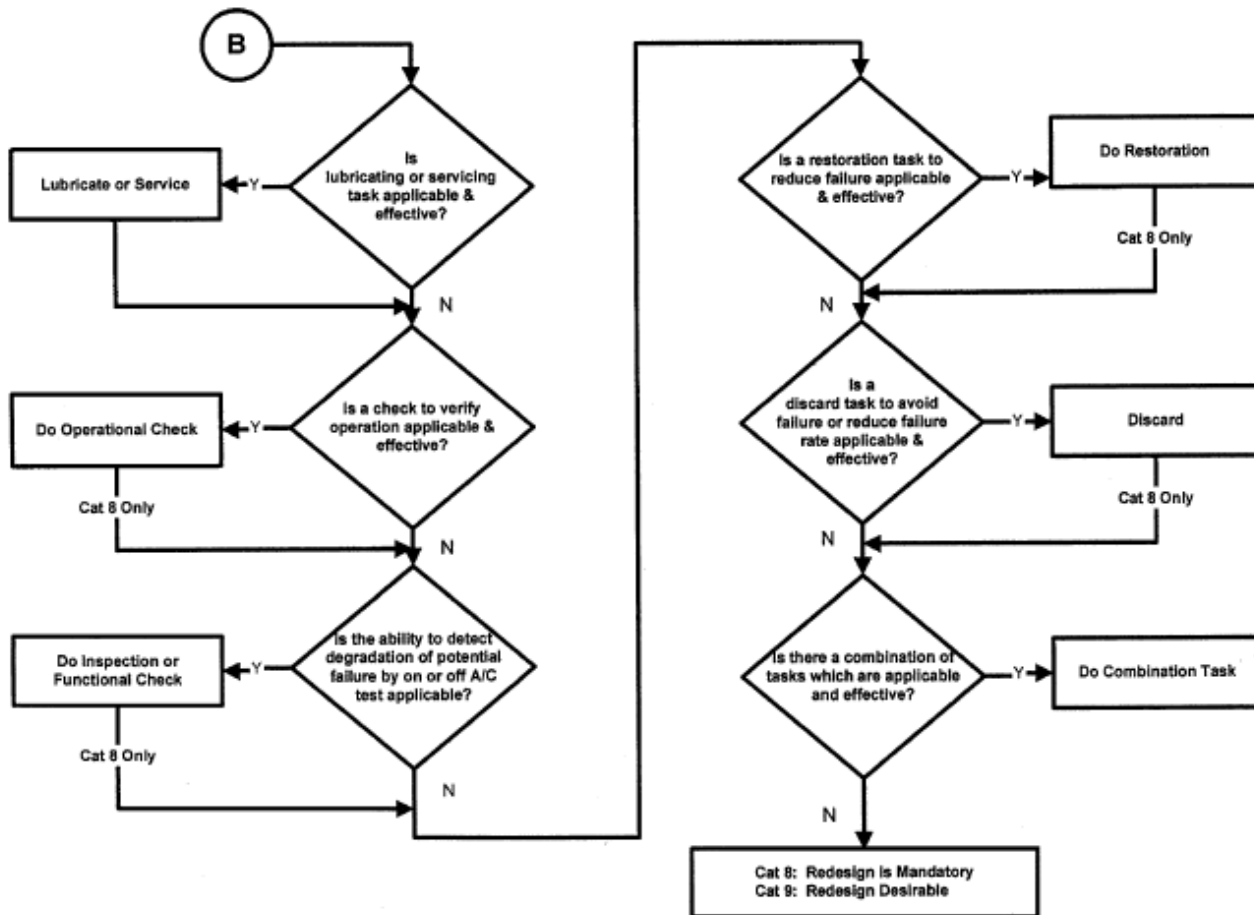 B
Is
lubricating or servicing
task applicable &
effective?
Y
Lubricate or Service
N
Is a check to verify
operation applicable &
effective?
Y
Do Operational Check
Cat 8 Only
N
Is the ability to detect
degradation of potential
failure by on or off A/C
test applicable?
Y
Do Inspection or
Functional Check
Cat 8 Only
N
Is a restoration task to
reduce failure applicable
& effective?
Y
Do Restoration
Cat 8 Only
N
Is a
discard task to avoid
failure or reduce failure
rate applicable &
effective?
Y
Discard
Cat 8 Only
N
Is there a combination of
tasks which are applicable
and effective?
Y
Do Combination Task
N
Cat 8: Redesign is Mandatory
Cat 9: Redesign Desirable